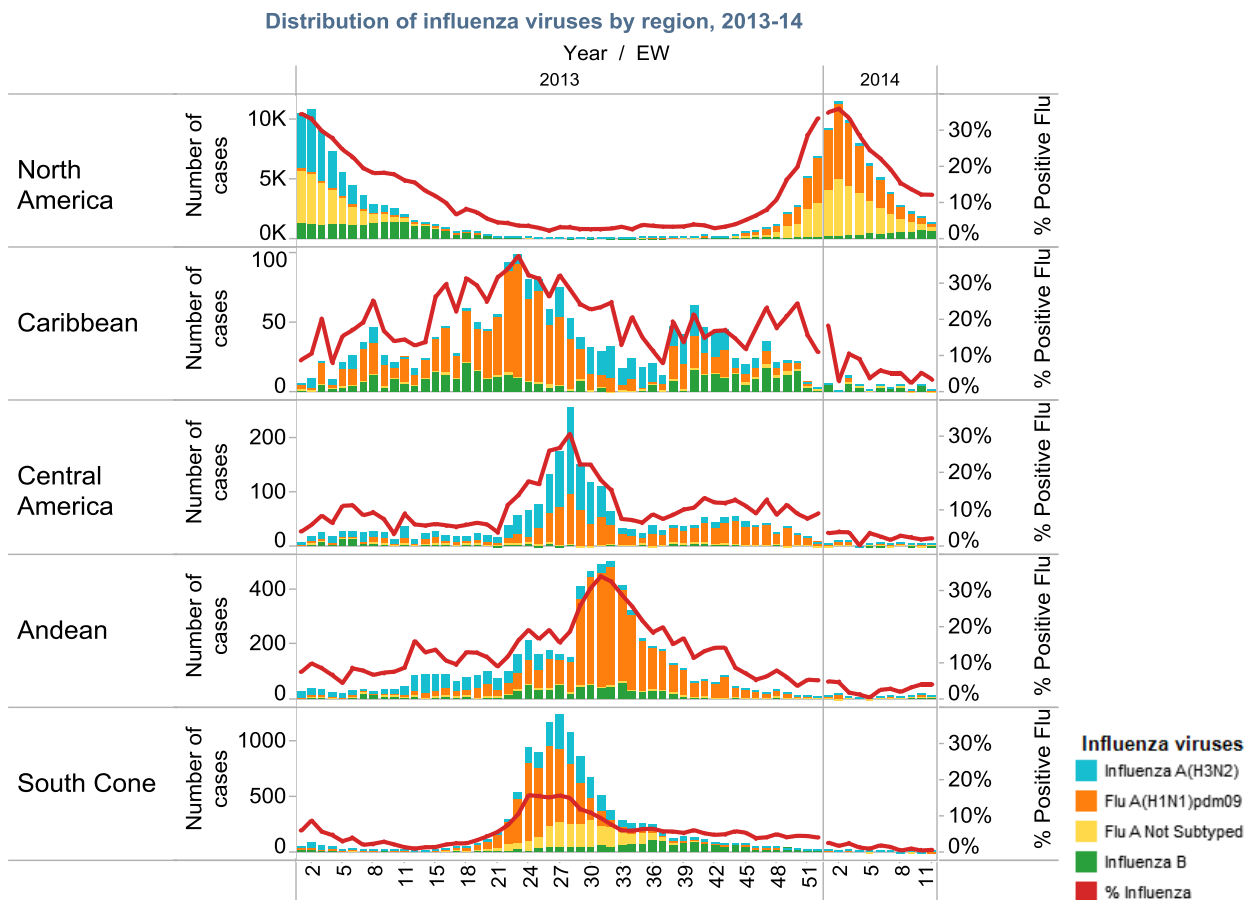 Distribution of influenza viruses by region, 2013-14
Year / EW
2013
2014
North
America
Number of
cases
10K
5K
0K
30%
20%
10%
0%
% Positive Flu
Caribbean
Number of
cases
100
50
0
30%
20%
10%
0%
% Positive Flu
Central
America
Number of
cases
200
100
0
30%
20%
10%
0%
% Positive Flu
Andean
Number of
cases
400
200
0
30%
20%
10%
0%
% Positive Flu
South Cone
Number of
cases
1000
500
0
30%
20%
10%
0%
% Positive Flu
2 5 8 11 15 18 21 24 27 30 33 36 39 42 45 48 51 2 5 8 11
Influenza viruses
Influenza A(H3N2)
Flu A(H1N1)pdm09
Flu A Not Subtyped
Influenza B
% Influenza